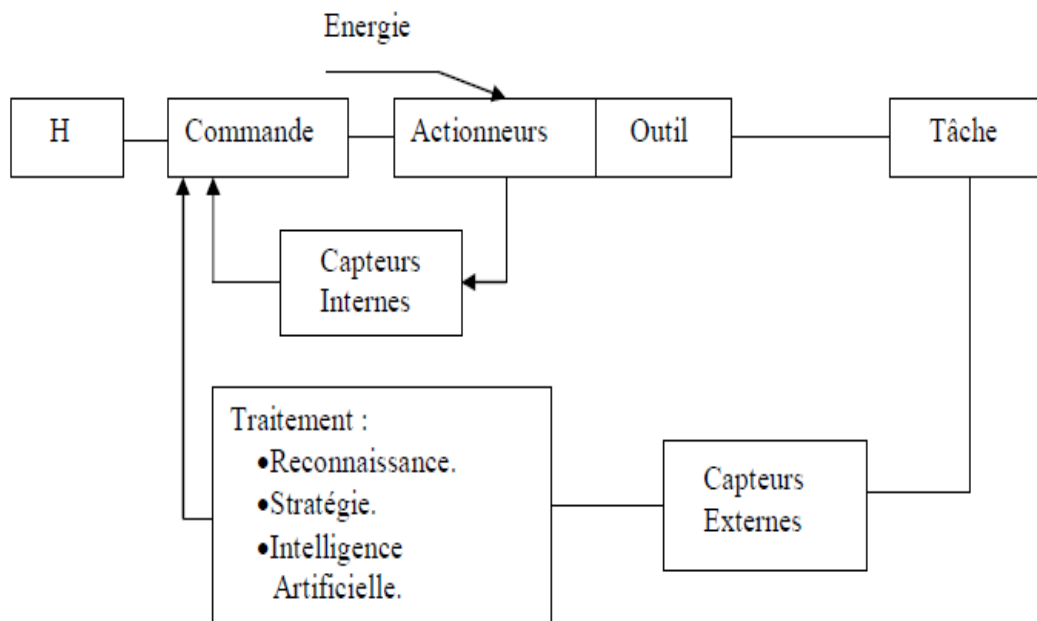 Energie
H
Commande
Actionneurs
Outil
Tâche
Capteurs
Internes
Traitement :
•Reconnaissance.
•Stratégie.
•Intelligence
Artificielle.
Capteurs
Externes